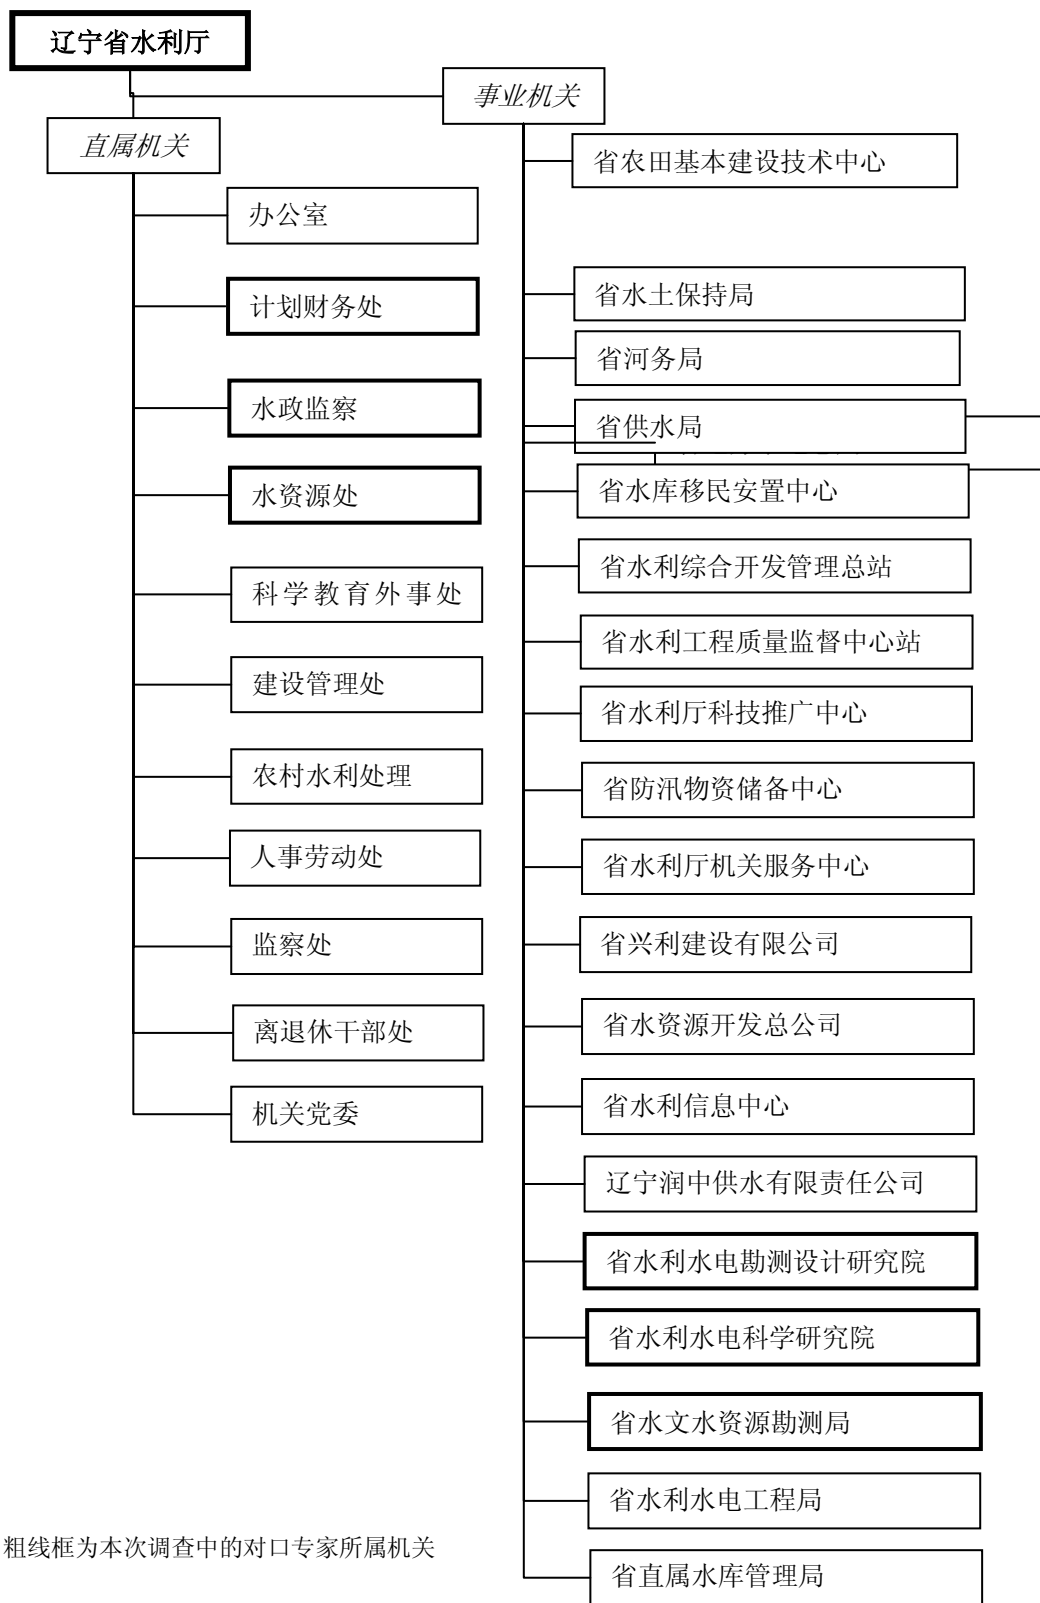 辽宁省水利厅
事业机关
直属机关
办公室
计划财务处
水政监察
水资源处
科学教育外事处
建设管理处
农村水利处理
人事劳动处
监察处
离退休干部处
机关党委
省农田基本建设技术中心
省水土保持局
省河务局
省供水局
省水库移民安置中心
省水利综合开发管理总站
省水利工程质量监督中心站
省水利厅科技推广中心
省防汛物资储备中心
省水利厅机关服务中心
省兴利建设有限公司
省水资源开发总公司
省水利信息中心
辽宁润中供水有限责任公司
省水利水电勘测设计研究院
省水利水电科学研究院
省水文水资源勘测局
省水利水电工程局
省直属水库管理局
粗线框为本次调查中的对口专家所属机关